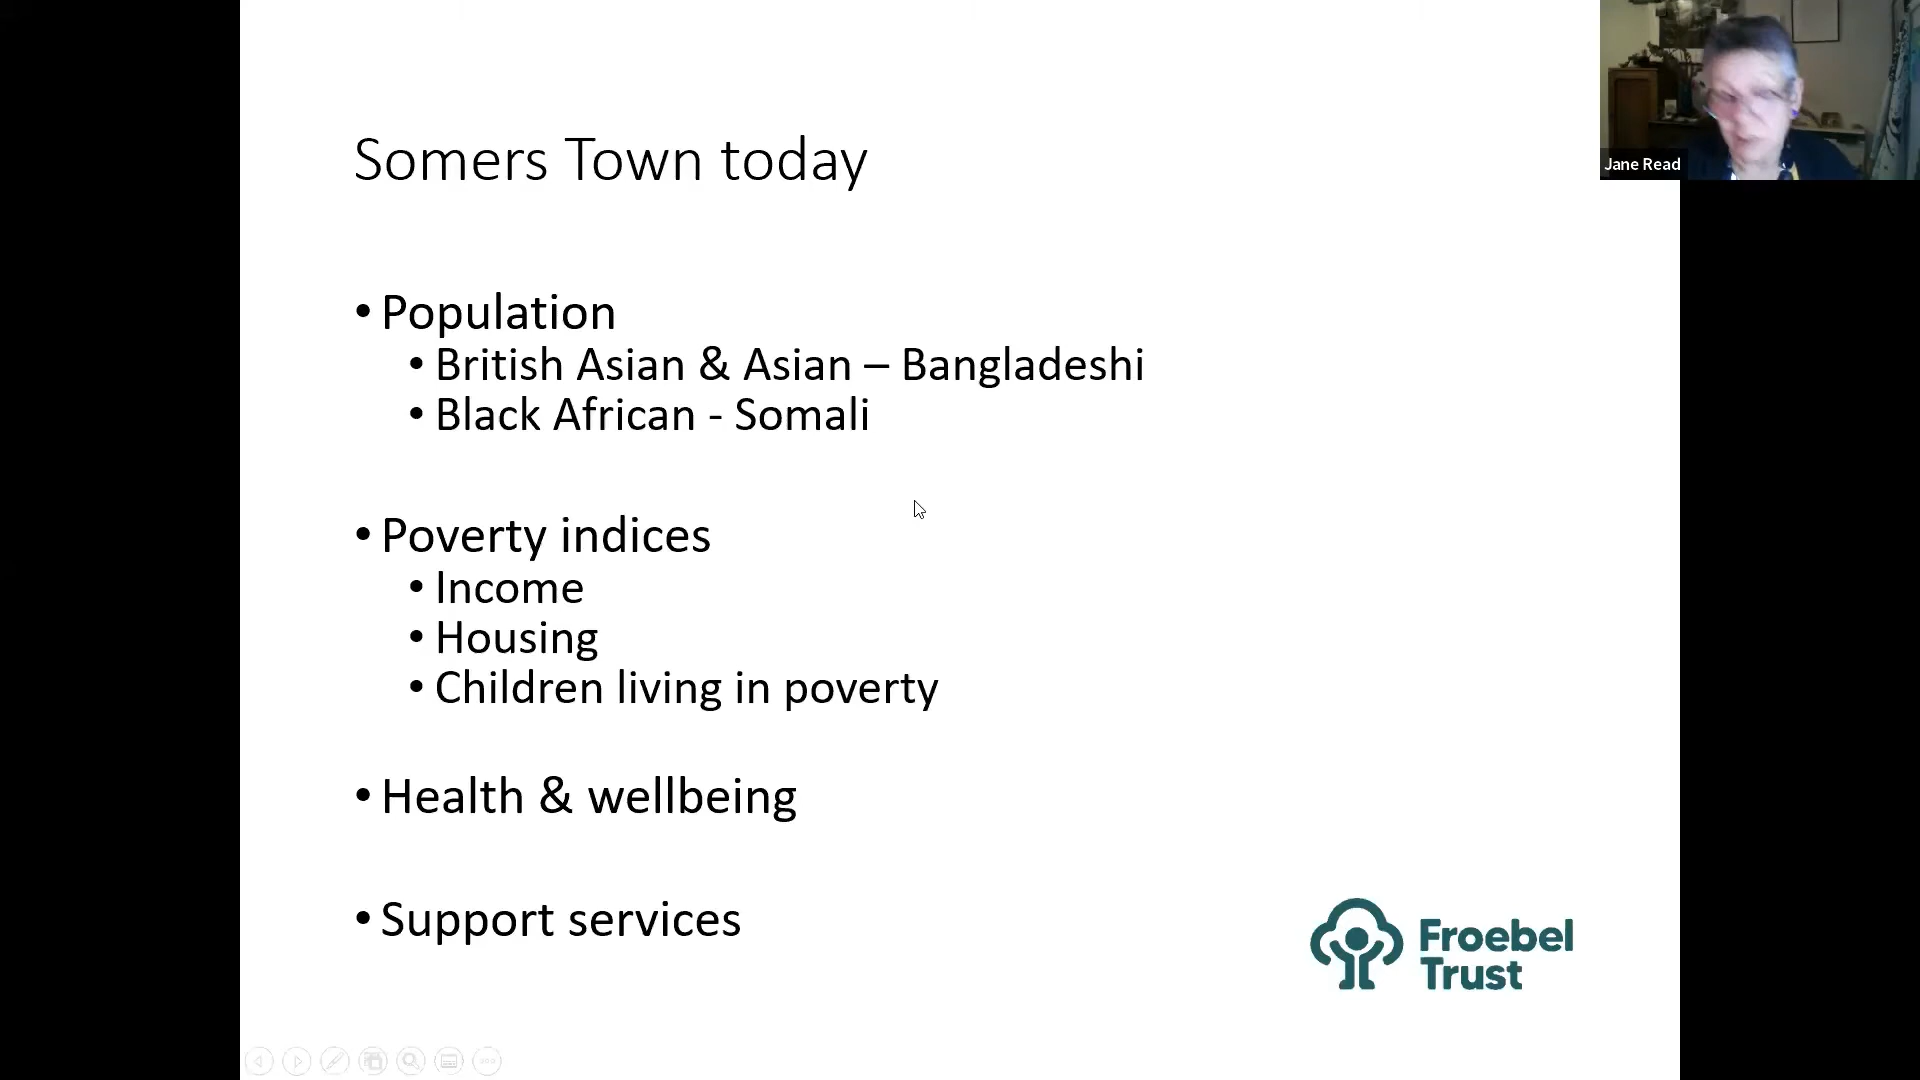 Somers Town today
• Population
• British Asian & Asian – Bangladeshi
• Black African - Somali
• Poverty indices
• Income
• Housing
• Children living in poverty
• Health & wellbeing
• Support services
Froebel
Trust
Jane Read